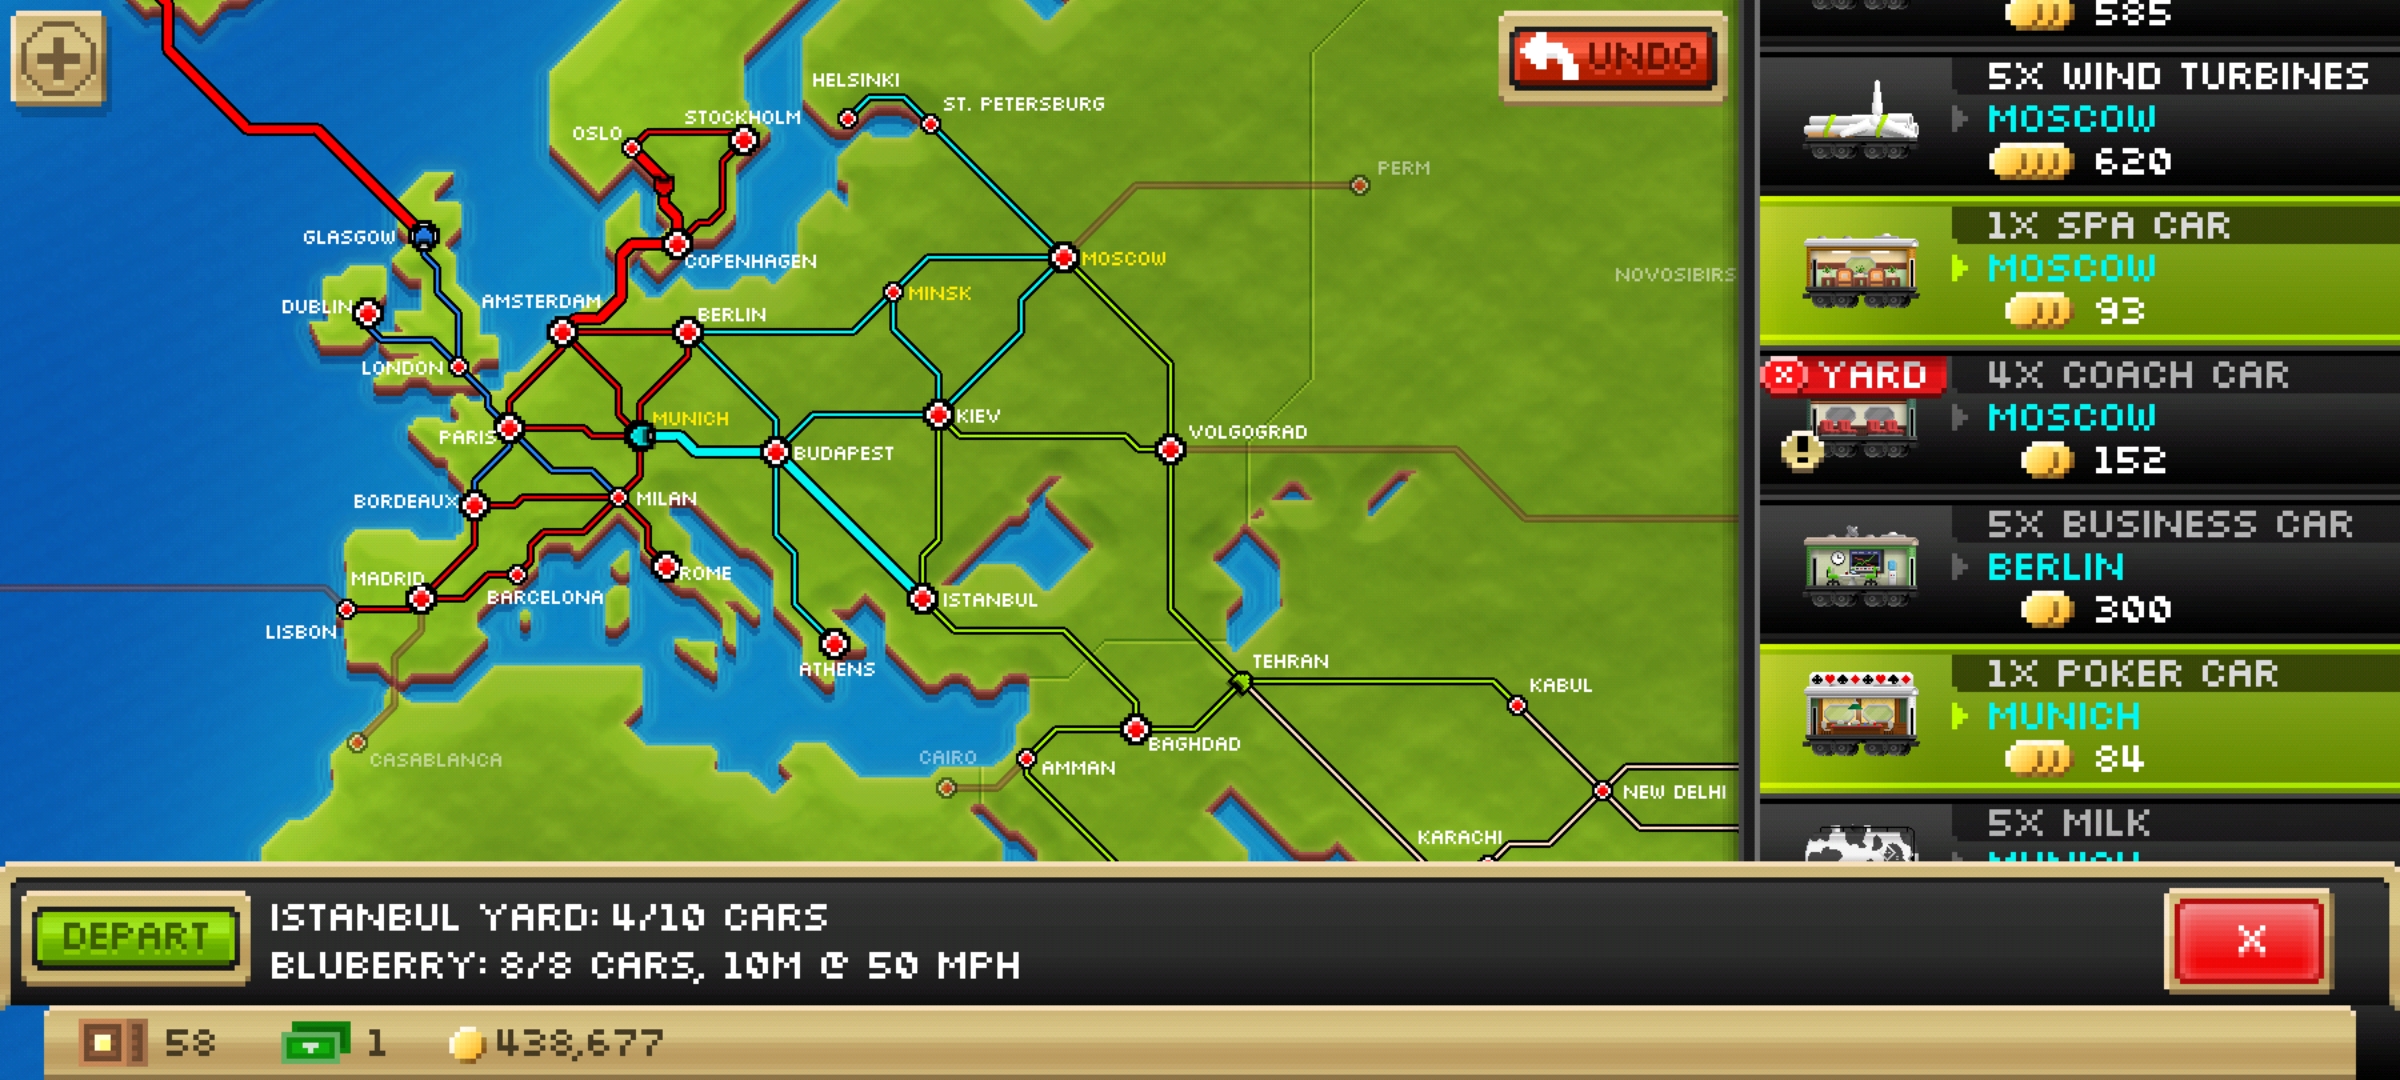 585
HELSINKI
UNDO
5X WIND TURBINES
ST. PETERSBURG
STOCKHOLM
MOSCOW
OSLO
620
PERM
1X SPA CAR
GLASGOW
COPENHAGEN
MOSCOW
MOSCOW
NOVOSIBIRS
MINSK
AMSTERDAM
DUBLIN
BERLIN
93
LONDON
YARD
4X COACH CAR
MUNICH
KIEV
MOSCOW
PARIS
VOLGOGRAD
BUDAPEST
152
BORDEAUX
MILAN
5X BUSINESS CAR
BERLIN
MADRID
ROME
BARCELONA
ISTANBUL
300
LISBON
ATHENS
TEHRAN
1X POKER CAR
KABUL
MUNICH
BAGHDAD
CASABLANCA
CAIRO
AMMAN
84
NEW DELHI
KARACHI
5X MILK
MUNICH
DEPART
ISTANBUL YARD: 4/10 CARS
BLUBERRY: 8/8 CARS, 10M @ 50 MPH
X
58
1
438,677